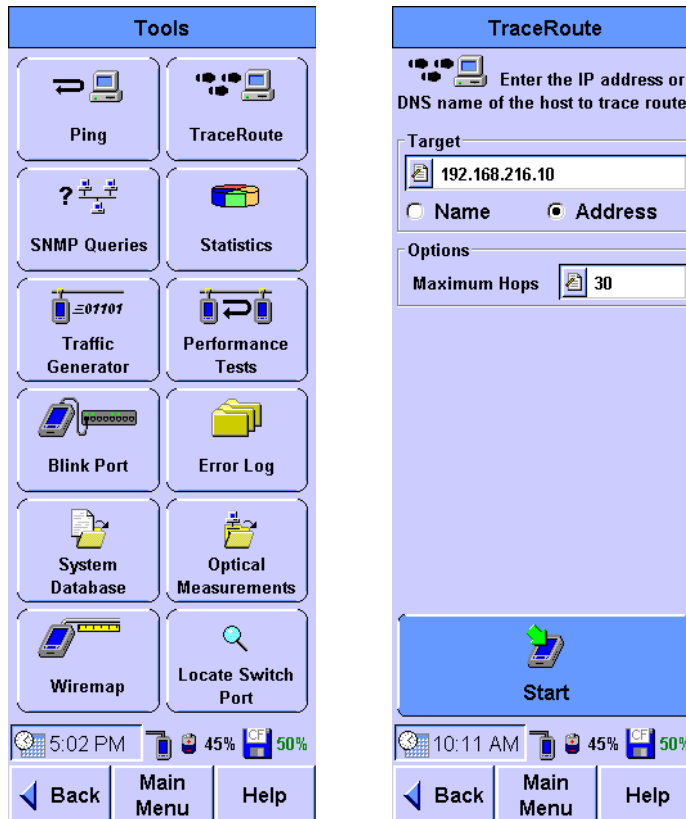 Tools
Ping
TraceRoute
?
SNMP Queries
Statistics
01101
Traffic
Generator
Performance
Tests
Blink Port
Error Log
System
Database
Optical
Measurements
Wiremap
Locate Switch
Port
5:02 PM
45%
CF
50%
Back
Main
Menu
Help
TraceRoute
Enter the IP address or
DNS name of the host to trace route
Target
192.168.216.10
Name
Address
Options
Maximum Hops
30
Start
10:11 AM
45%
CF
50%
Back
Main
Menu
Help